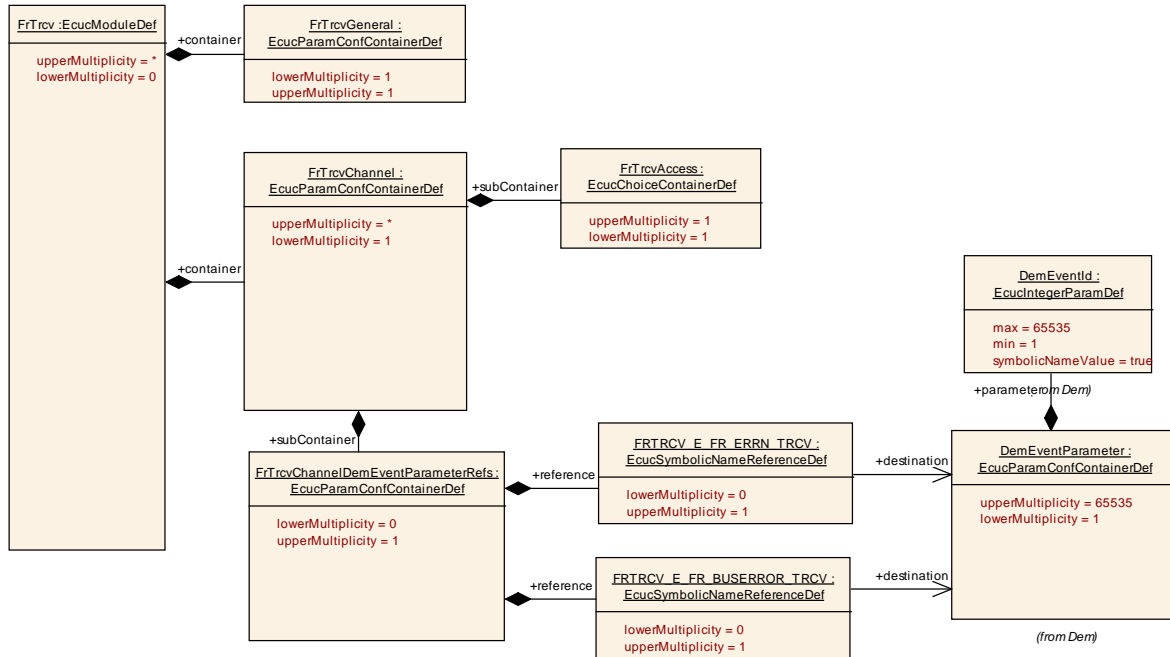 FrTrcv :EcucModuleDef
upperMultiplicity = *
lowerMultiplicity = 0
+container
FrTrcvGeneral :
EcucParamConfContainerDef
lowerMultiplicity = 1
upperMultiplicity = 1
+container
FrTrcvChannel :
EcucParamConfContainerDef
upperMultiplicity = *
lowerMultiplicity = 1
+subContainer
FrTrcvAccess :
EcucChoiceContainerDef
upperMultiplicity = 1
lowerMultiplicity = 1
DemEventId :
EcucIntegerParamDef
max = 65535
min = 1
symbolicNameValue = true
+parameter
rom Dem)
+subContainer
FrTrcvChannelDemEventParameterRefs :
EcucParamConfContainerDef
lowerMultiplicity = 0
upperMultiplicity = 1
+reference
FRTRCV_E_FR_ERRN_TRCV :
EcucSymbolicNameReferenceDef
lowerMultiplicity = 0
upperMultiplicity = 1
+destination
DemEventParameter :
EcucParamConfContainerDef
upperMultiplicity = 65535
lowerMultiplicity = 1
+reference
FRTRCV_E_FR_BUSERROR_TRCV :
EcucSymbolicNameReferenceDef
lowerMultiplicity = 0
upperMultiplicity = 1
+destination
(from Dem)